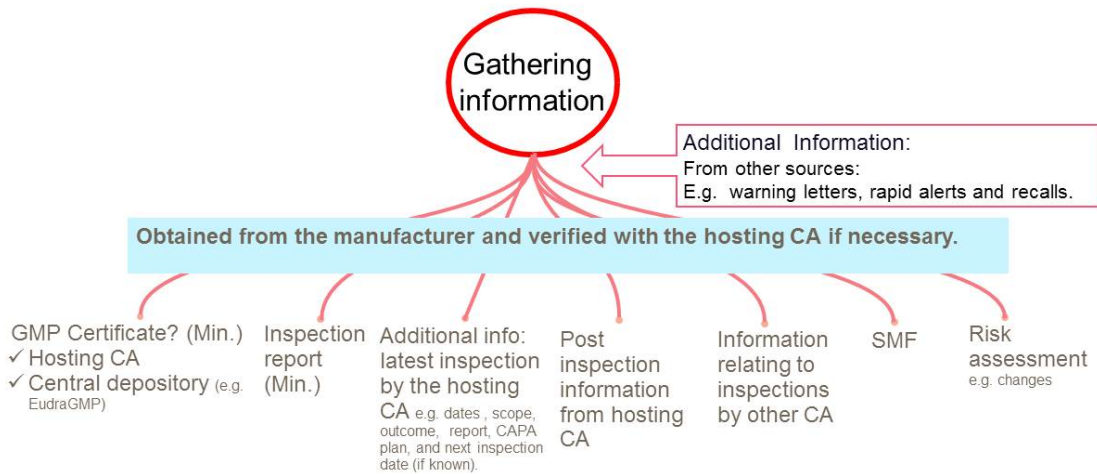 Gathering
information
Additional Information:
From other sources:
E.g. warning letters, rapid alerts and recalls.
Obtained from the manufacturer and verified with the hosting CA if necessary.
GMP Certificate? (Min.)
✓ Hosting CA
✓ Central depository (e.g.
EudraGMP)
Inspection
report
(Min.)
Additional info:
latest inspection
by the hosting
CA e.g. dates , scope,
outcome, report, CAPA
plan, and next inspection
date (if known).
Post
inspection
information
from hosting
CA
Information
relating to
inspections
by other CA
SMF
Risk
assessment
e.g. changes